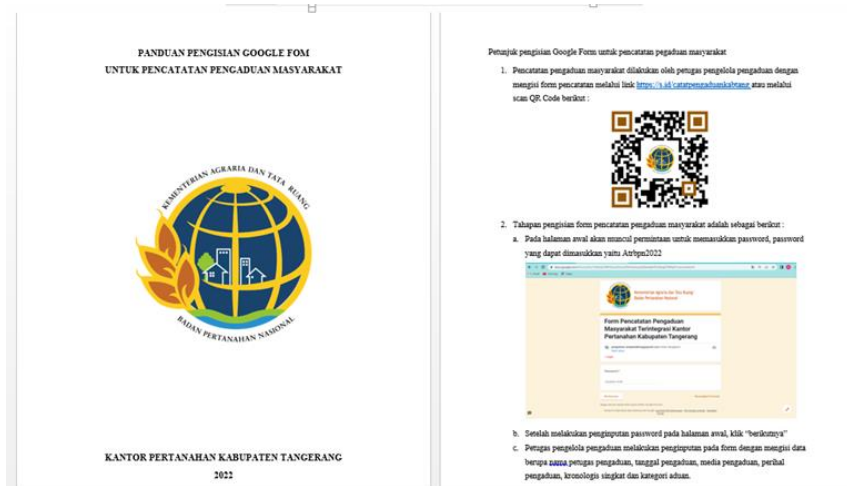 PANDUAN PENGISIAN GOOGLE FOM
UNTUK PENCATATAN PENGADUAN MASYARAKAT
KEMENTERIAN AGRARIA DAN TATA RUANG
BADAN PERTANAHAN NASIONAL
KANTOR PERTANAHAN KABUPATEN TANGERANG
2022
Petunjuk pengisian Google Form untuk pencatatan pegaduan masyarakat
1. Pencatatan pengaduan masyarakat dilakukan oleh petugas pengelola pengaduan dengan
mengisi form pencatatan melalui link https://s.id/catatpengaduankabtang atau melalui
scan QR Code berikut :
2. Tahapan pengisian form pencatatan pengaduan masyarakat adalah sebagai berikut :
a. Pada halaman awal akan muncul permintaan untuk memasukkan password, password
yang dapat dimasukkan yaitu Atrbpn2022
Kementerian Agraria dan Tata Ruang
Badan Pertanahan Nasional
Form Pencatatan Pengaduan
Masyarakat Terintegrasi Kantor
Pertanahan Kabupaten Tangerang
b. Setelah melakukan penginputan password pada halaman awal, klik “berikutnya”
c. Petugas pengelola pengaduan melakukan penginputan pada form dengan mengisi data
berupa nama petugas pengaduan, tanggal pengaduan, media pengaduan, perihal
pengaduan, kronologis singkat dan kategori aduan.